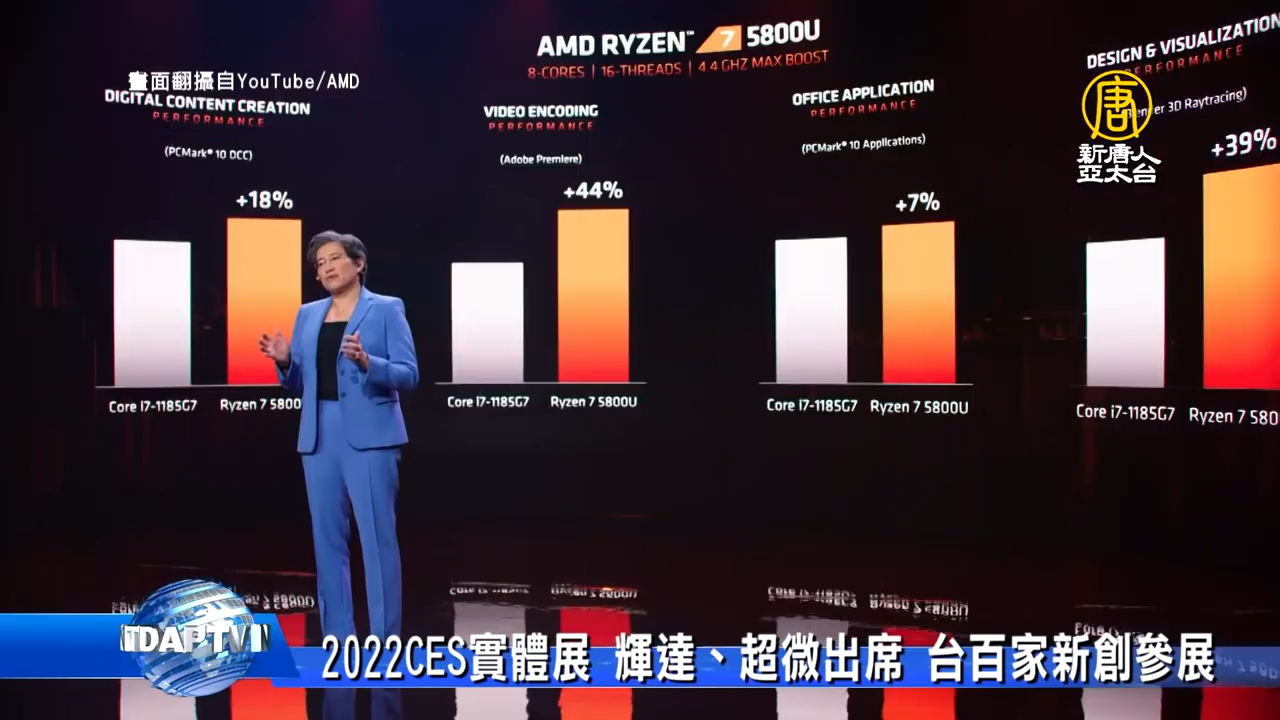 AMD RYZEN™ 7 5800U
8-CORES | 16-THREADS | 4.4 GHZ MAX BOOST
畫面翻攝自YouTube/AMD
DIGITAL CONTENT CREATION
PERFORMANCE
(PCMark® 10 DCC)
+18%
Core i7-1185G7
Ryzen 7 5800
VIDEO ENCODING
PERFORMANCE
(Adobe Premiere)
+44%
Core i7-1185G7
Ryzen 7 5800U
OFFICE APPLICATION
PERFORMANCE
(PCMark® 10 Applications)
+7%
Core i7-1185G7
Ryzen 7 5800U
DESIGN & VISUALIZATION
PERFORMANCE
3D Raytracing)
+39%
Core i7-1185G7
Ryzen 7 580
唐
新唐人
亞太台
NTDAPTV
2022CES實體展 輝達、超微出席 台百家新創參展